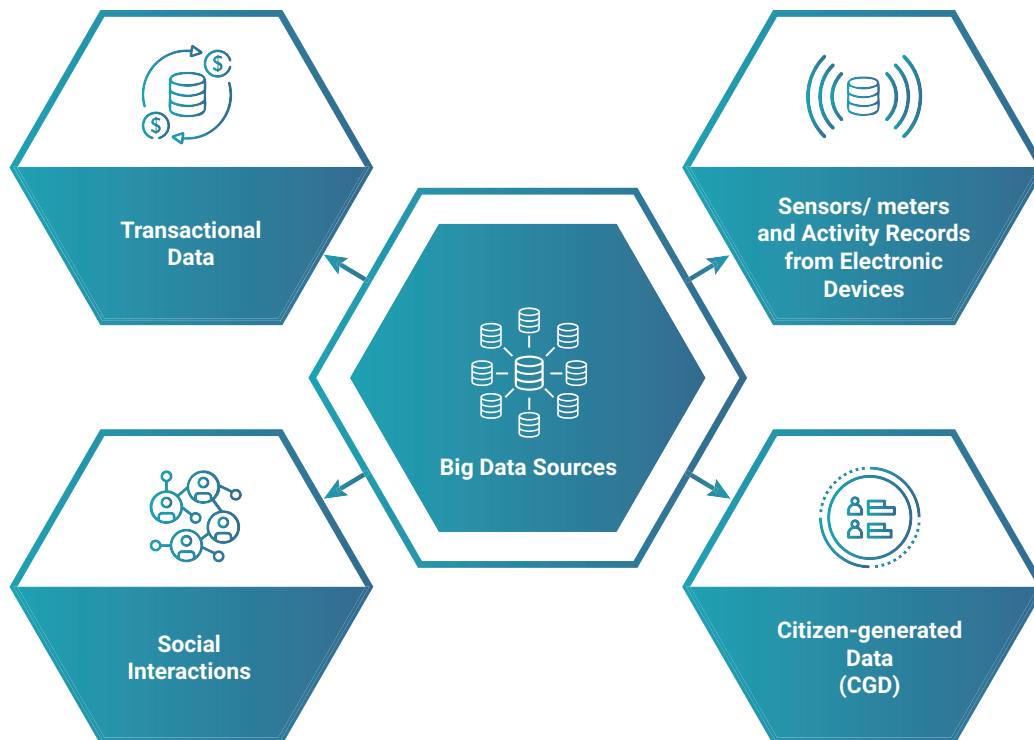 $
$
Transactional
Data
Sensors/ meters
and Activity Records
from Electronic
Devices
Big Data Sources
Social
Interactions
Citizen-generated
Data
(CGD)